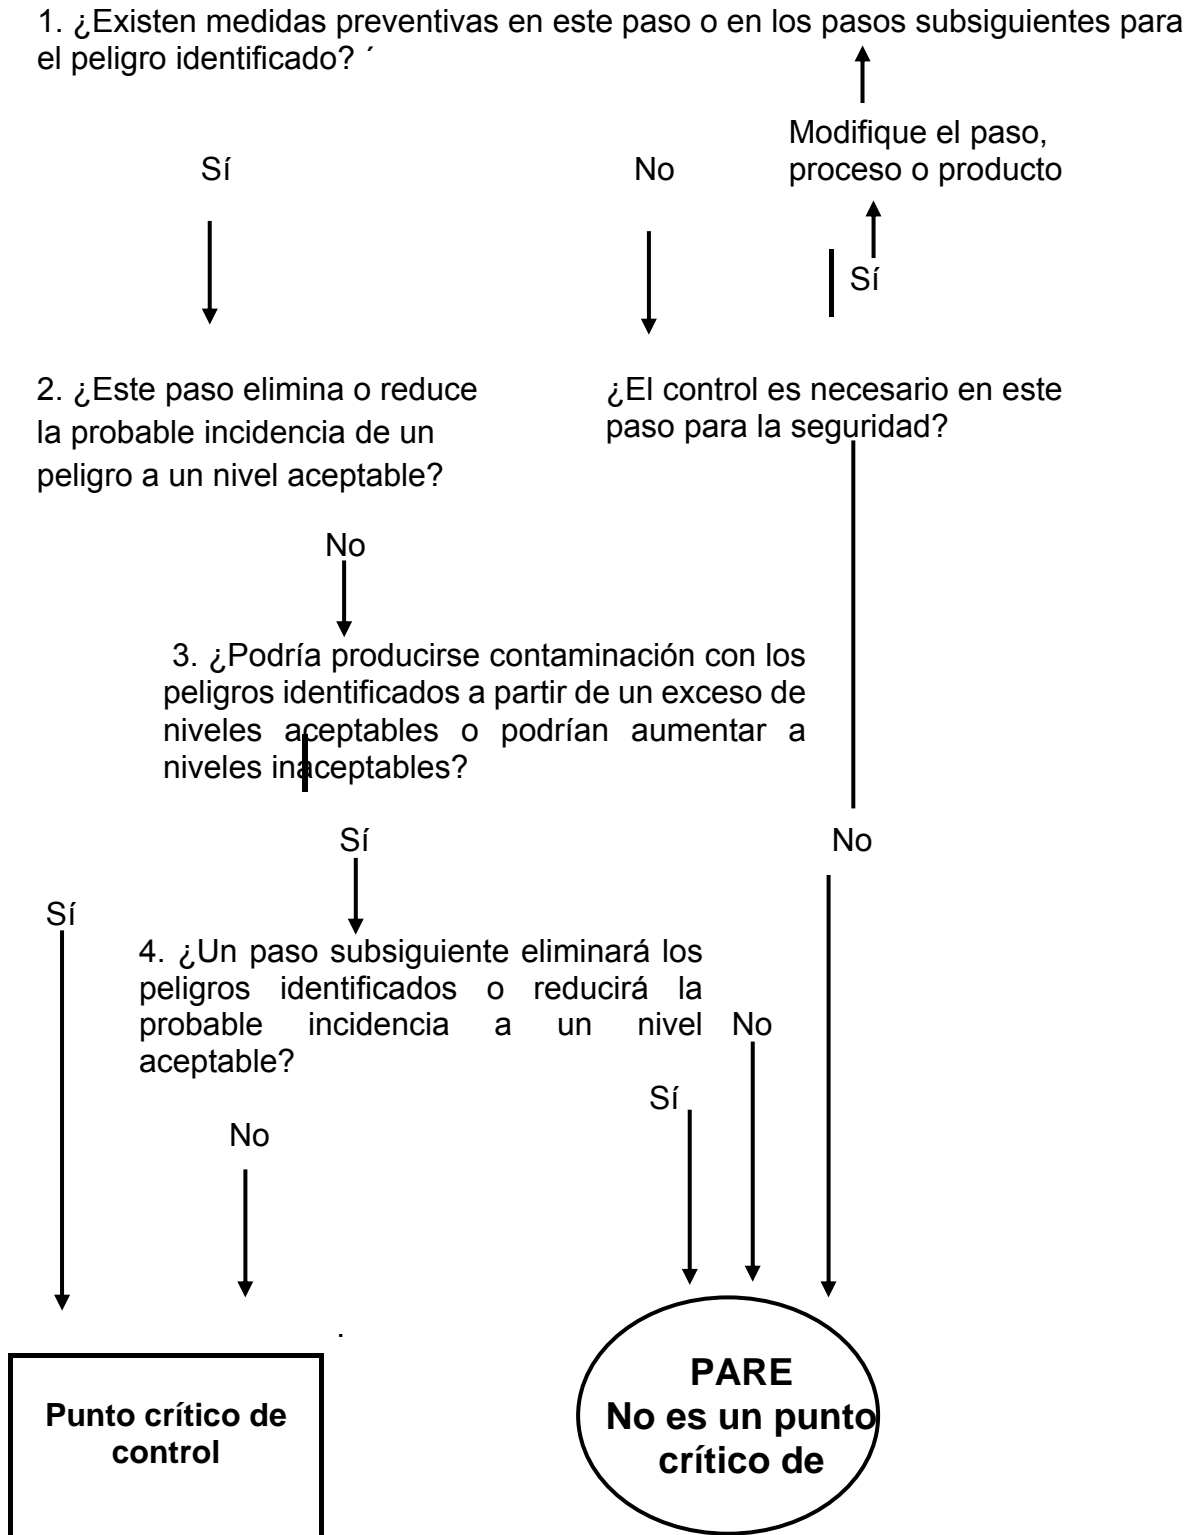 1. ¿Existen medidas preventivas en este paso o en los pasos subsiguientes para
el peligro identificado? ´
Modifique el paso,
Sí
No
proceso o producto
Sí
2. ¿Este paso elimina o reduce
la probable incidencia de un
peligro a un nivel aceptable?
¿El control es necesario en este
paso para la seguridad?
No
3. ¿Podría producirse contaminación con los
peligros identificados a partir de un exceso de
niveles aceptables o podrían aumentar a
niveles inaceptables?
Sí
No
Sí
4. ¿Un paso subsiguiente eliminará los
peligros identificados o reducirá la
probable incidencia a un nivel
aceptable?
No
Sí
No
.
Punto crítico de
control
PARE
No es un punto
crítico de